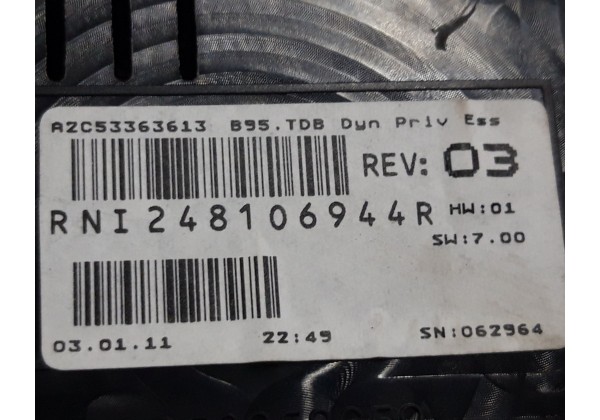 A2C53363613 B95.TDB Dyn Priv Ess
REV: 03
RNI248106944R HW:01
SW:7.00
03.01.11 22:49 SN:062964